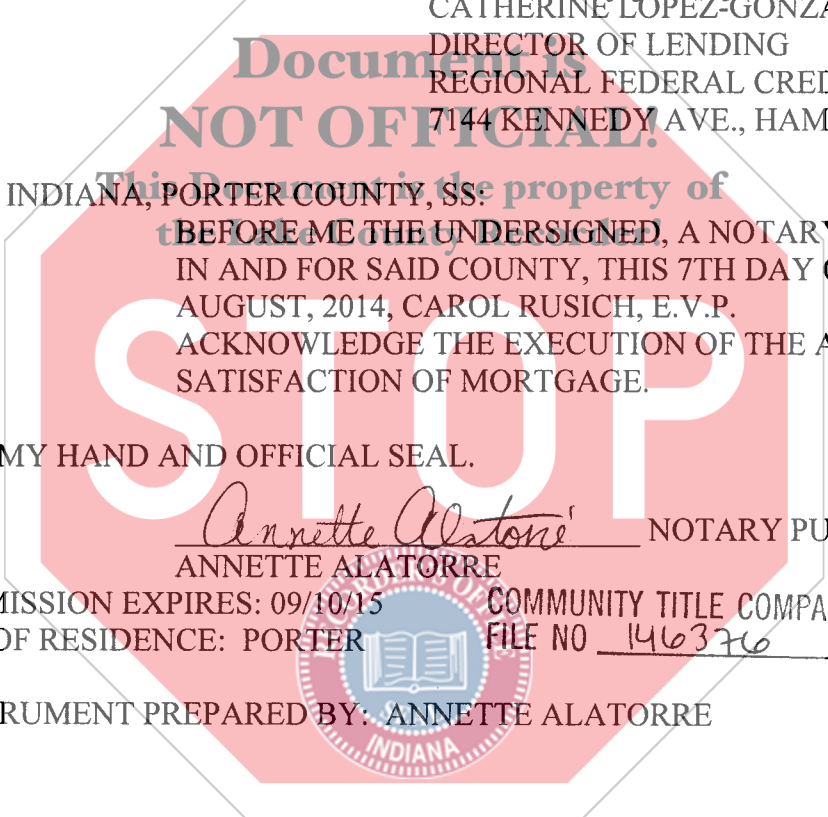 CATHERINE LOPEZ-GONZA
DIRECTOR OF LENDING
REGIONAL FEDERAL CRED
7144 KENNEDY AVE., HAM
Document is
NOT OFFICIAL!
This Document is the property of
the Lake County Recorder!
INDIANA, PORTER COUNTY, SS:
BEFORE ME THE UNDERSIGNED, A NOTARY
IN AND FOR SAID COUNTY, THIS 7TH DAY O
AUGUST, 2014, CAROL RUSICH, E.V.P.
ACKNOWLEDGE THE EXECUTION OF THE A
SATISFACTION OF MORTGAGE.
STOP
MY HAND AND OFFICIAL SEAL.
Annette Alatorre NOTARY PU
ANNETTE ALATORRE
MISSION EXPIRES: 09/10/15
OF RESIDENCE: PORTER
COMMUNITY TITLE COMPA
FILE NO 146376
RUMENT PREPARED BY: ANNETTE ALATORRE
SEAL
INDIANA